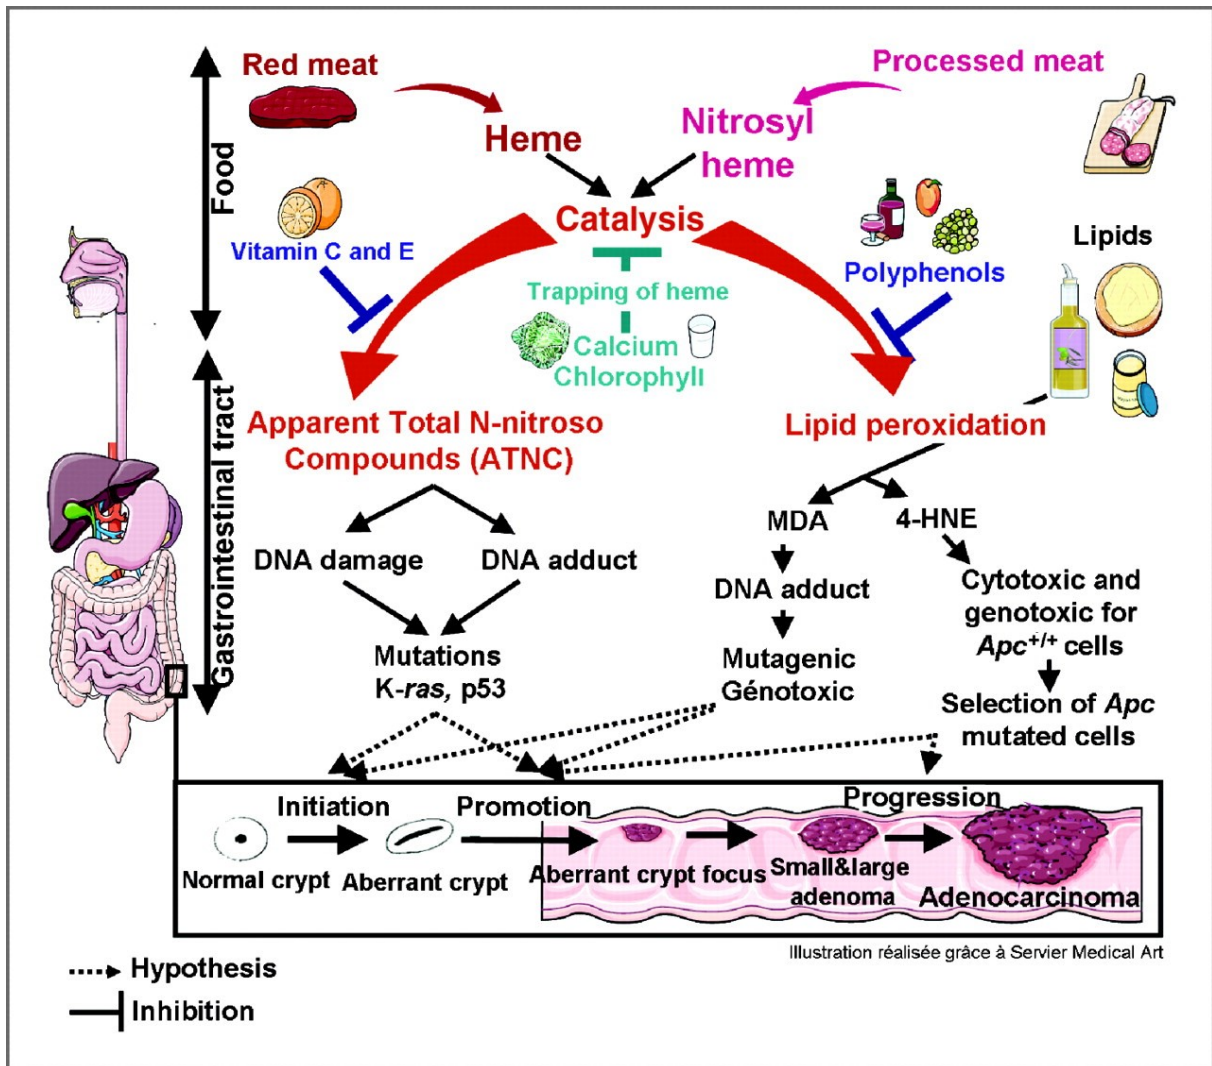 Red meat
Processed meat
Heme
Nitrosyl
heme
Food
Catalysis
Vitamin C and E
Polyphenols
Lipids
Trapping of heme
Calcium
Chlorophyll
Gastrointestinal tract
Apparent Total N-nitroso
Compounds (ATNC)
Lipid peroxidation
MDA
4-HNE
DNA damage
DNA adduct
DNA adduct
Cytotoxic and
genotoxic for
Apc+/+ cells
Mutations
K-ras, p53
Mutagenic
Génotoxic
Selection of Apc
mutated cells
Initiation
Promotion
Progression
Normal crypt
Aberrant crypt
Aberrant crypt focus
Small&large
adenoma
Adenocarcinoma
Illustration réalisée grâce à Servier Medical Art
Hypothesis
Inhibition